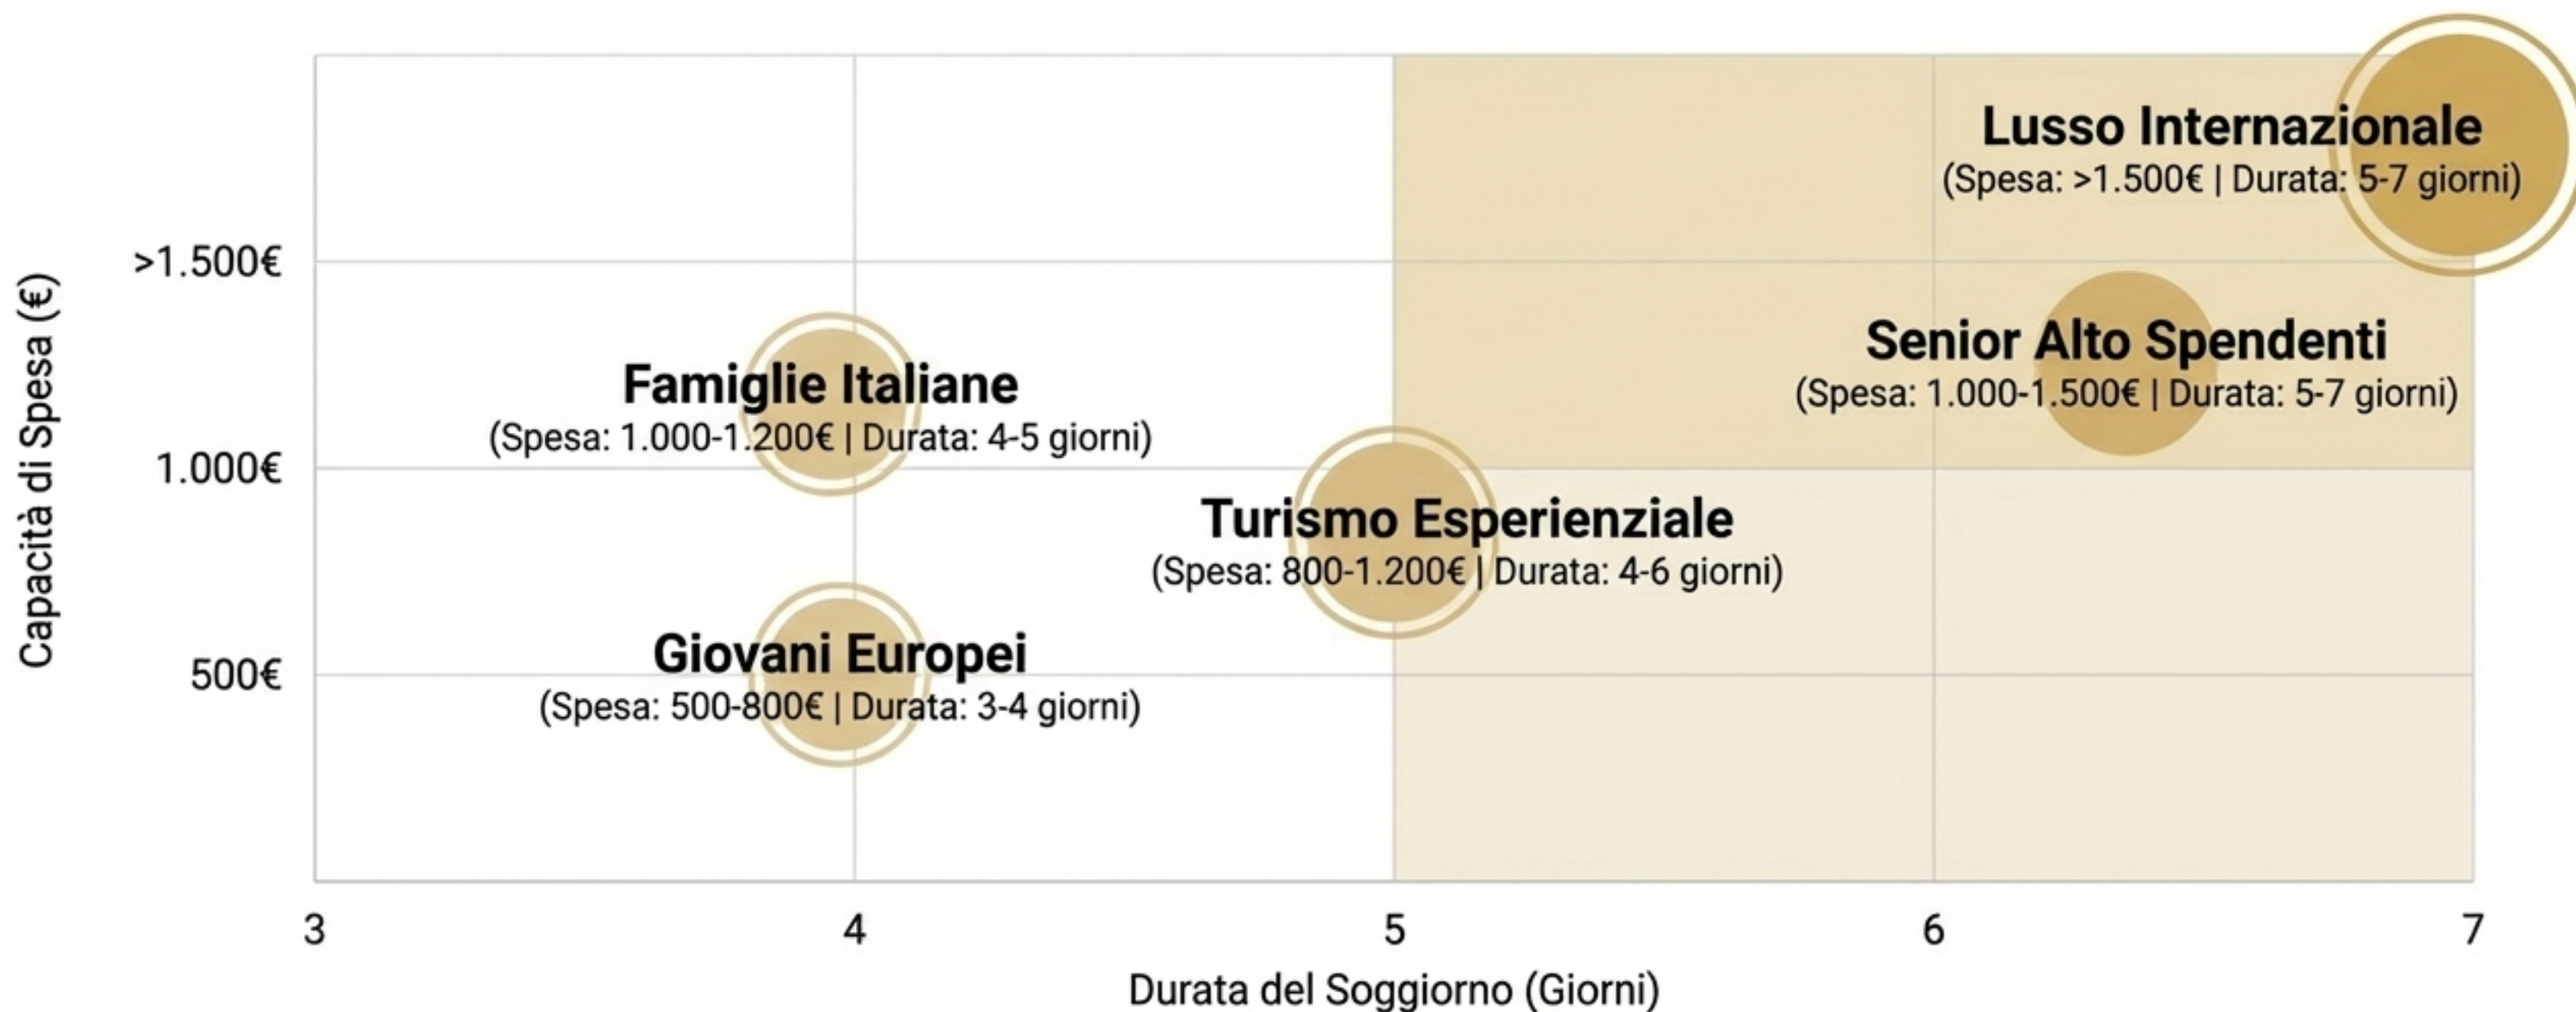 Lusso Internazionale
(Spesa: >1.500€ | Durata: 5-7 giorni)
>1.500€
Senior Alto Spendenti
(Spesa: 1.000-1.500€ | Durata: 5-7 giorni)
Famiglie Italiane
(Spesa: 1.000-1.200€ | Durata: 4-5 giorni)
1.000€
Turismo Esperienziale
(Spesa: 800-1.200€ | Durata: 4-6 giorni)
Giovani Europei
(Spesa: 500-800€ | Durata: 3-4 giorni)
500€
Capacità di Spesa (€)
3 4 5 6 7
Durata del Soggiorno (Giorni)